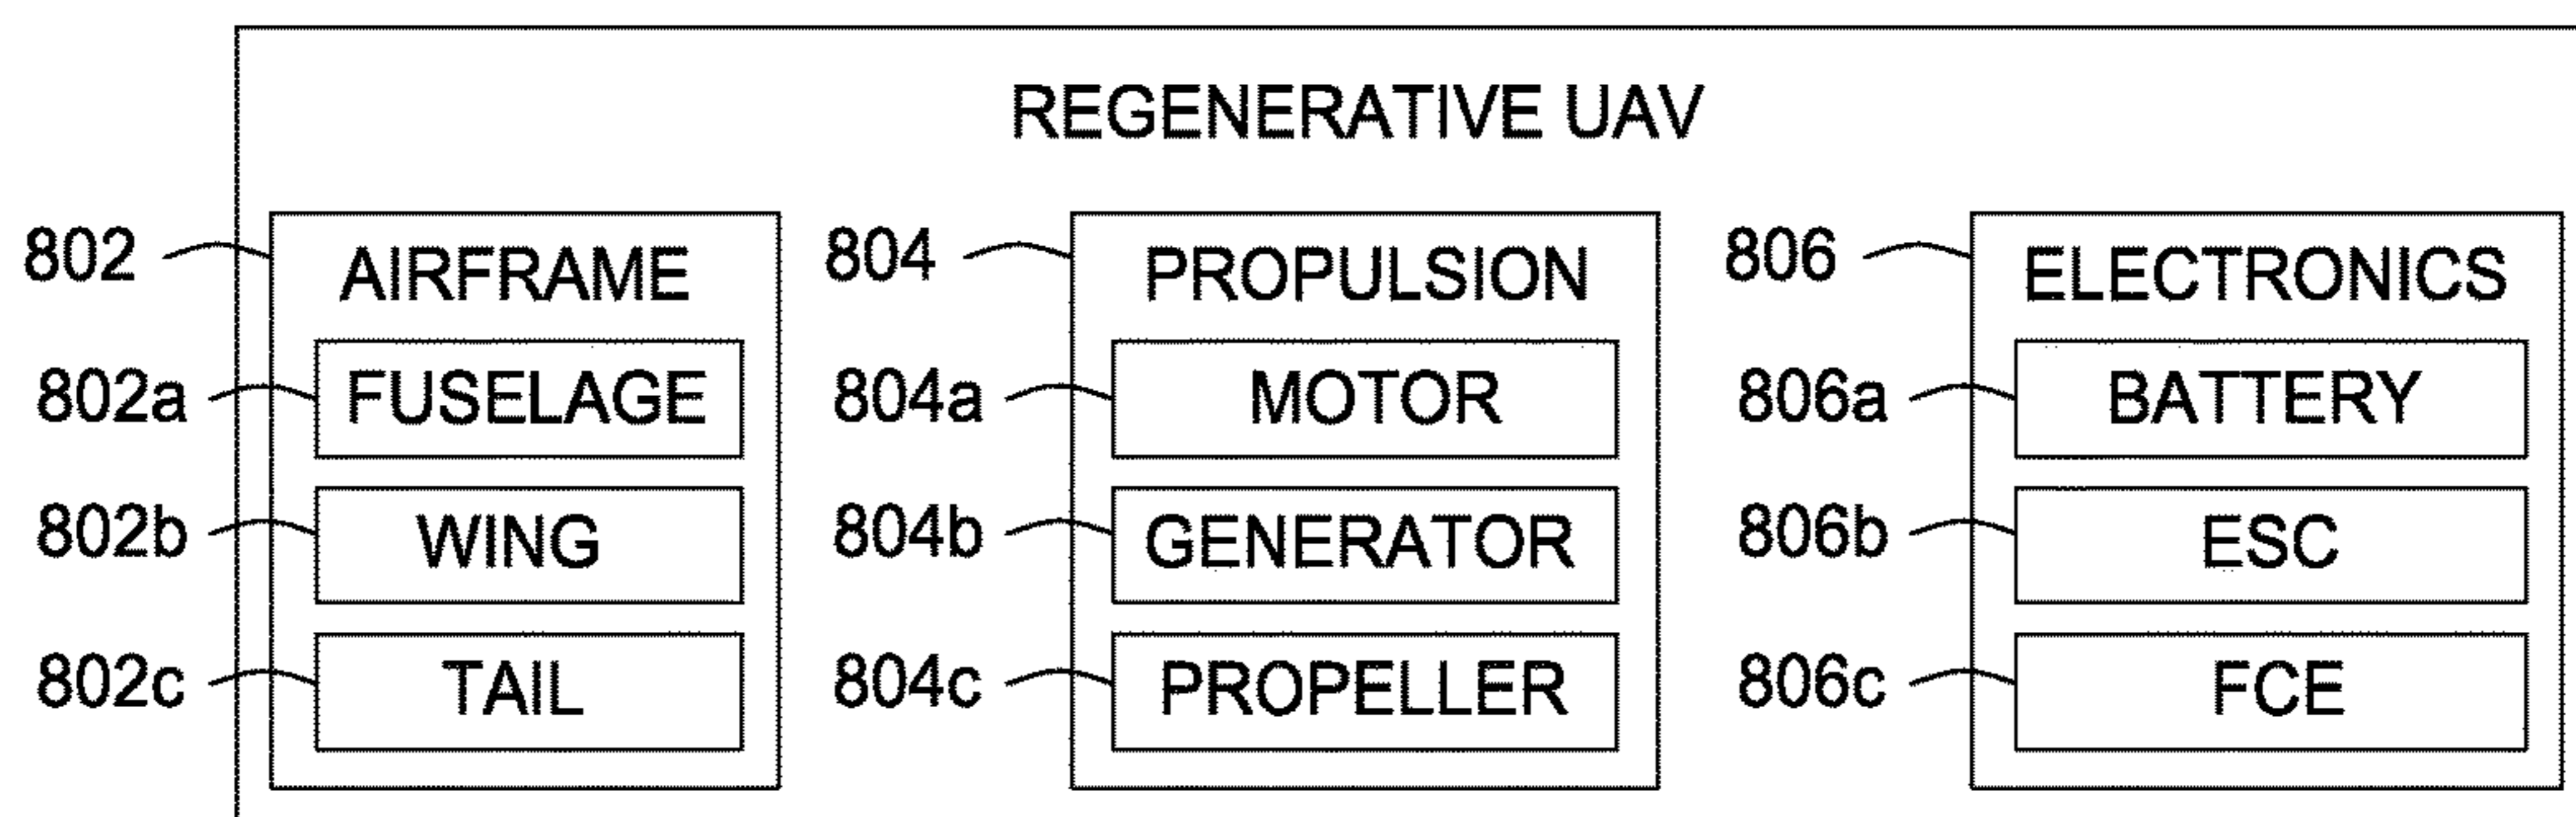 REGENERATIVE UAV
802 AIRFRAME 804 PROPULSION 806 ELECTRONICS
802a FUSELAGE 804a MOTOR 806a BATTERY
802b WING 804b GENERATOR 806b ESC
802c TAIL 804c PROPELLER 806c FCE